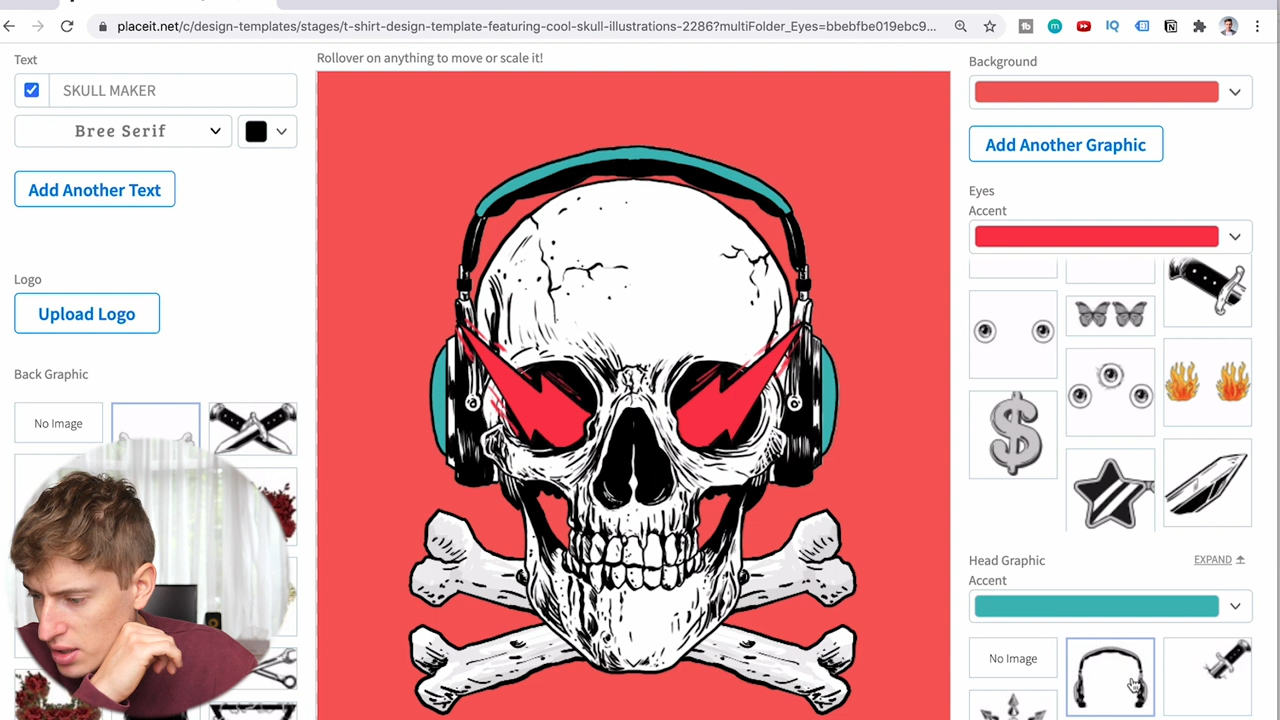 placeit.net/c/design-templates/stages/t-shirt-design-template-featuring-cool-skull-illustrations-2286?multiFolder_Eyes=bbebfbe019ebc9...
Text
SKULL MAKER
Bree Serif
Add Another Text
Logo
Upload Logo
Back Graphic
No Image
Rollover on anything to move or scale it!
Background
Add Another Graphic
Eyes
Accent
Head Graphic
EXPAND
Accent
No Image